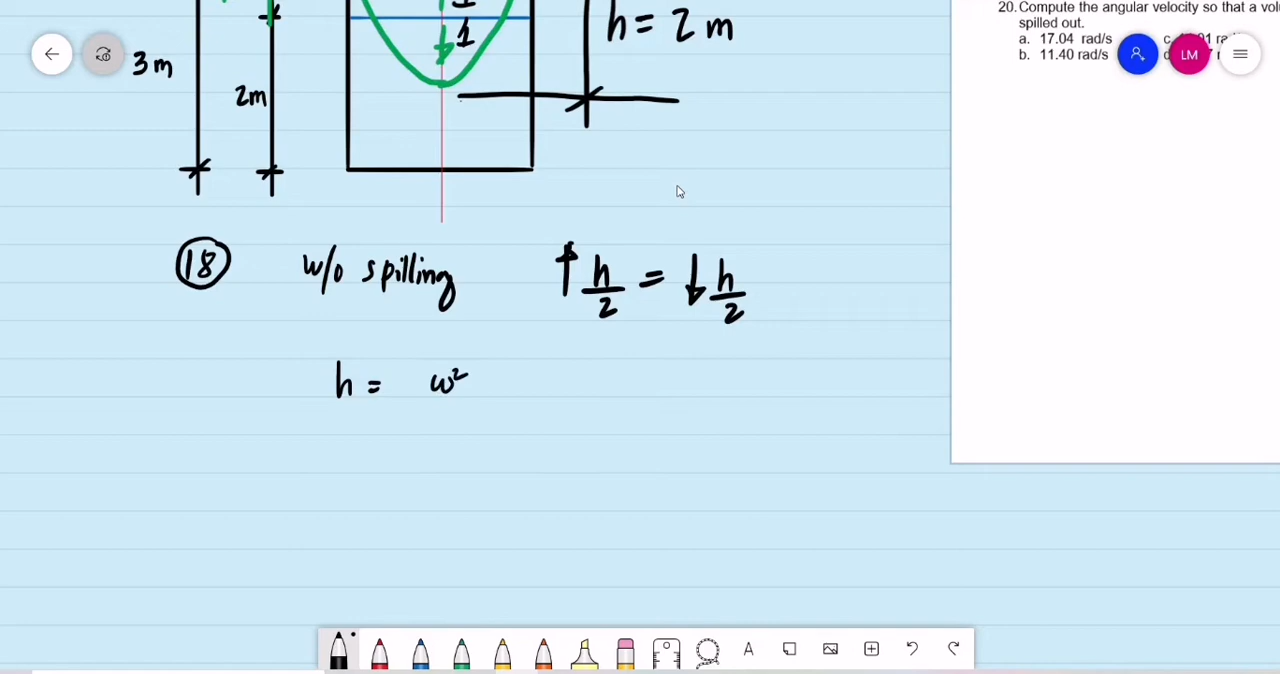 20. Compute the angular velocity so that a
spilled out.
a. 17.04 rad/s
c.
b. 11.40 rad/s
LM
1
1
h = 2 m
3 m
2m
18
w/o spilling
↑ h/2 = ↓ h/2
h = ω²
A